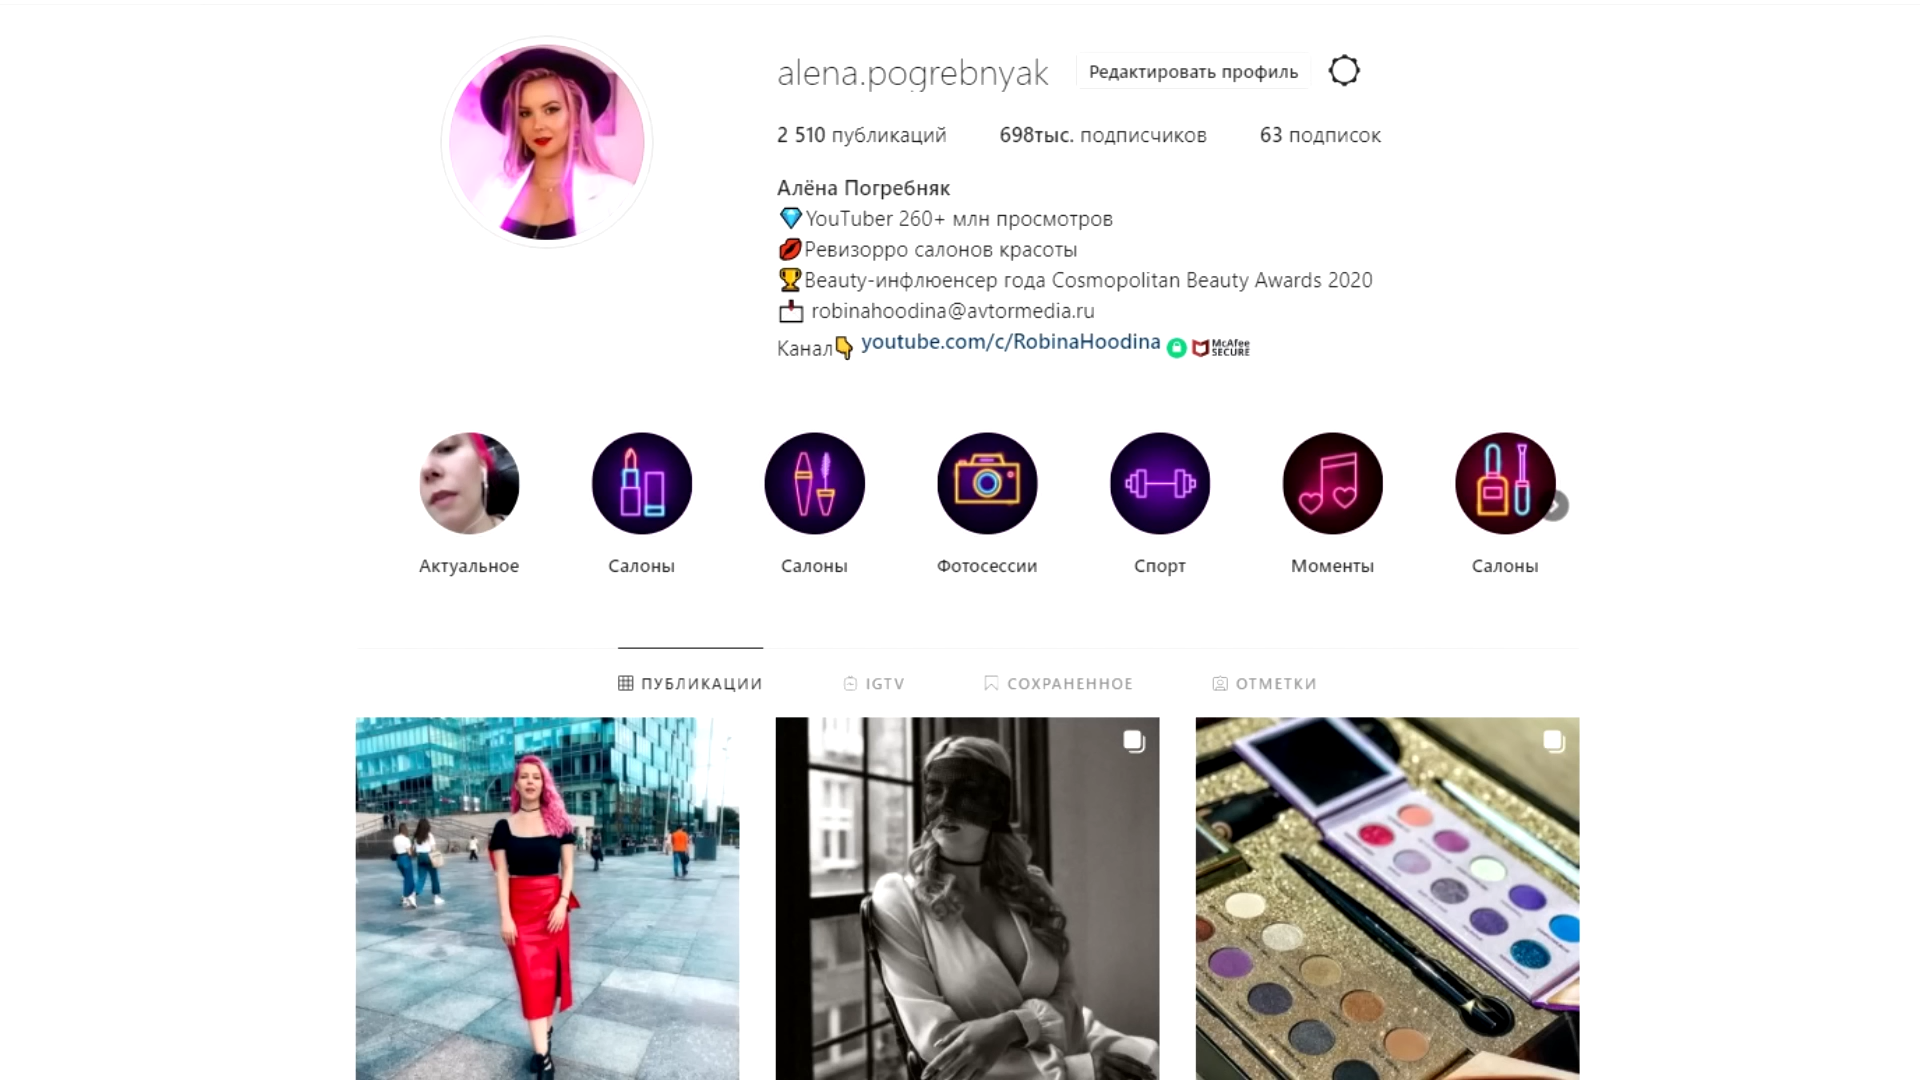 alena.pogrebnyak Редактировать профиль
2 510 публикаций 698тыс. подписчиков 63 подписок
Алёна Погребняк
💎YouTuber 260+ млн просмотров
💋Ревизорро салонов красоты
🏆Beauty-инфлюенсер года Cosmopolitan Beauty Awards 2020
📩 robinahoodina@avtormedia.ru
Канал👇 youtube.com/c/RobinaHoodina McAfee SECURE
Актуальное Салоны Салоны Фотосессии Спорт Моменты Салоны
ПУБЛИКАЦИИ IGTV СОХРАНЕННОЕ ОТМЕТКИ